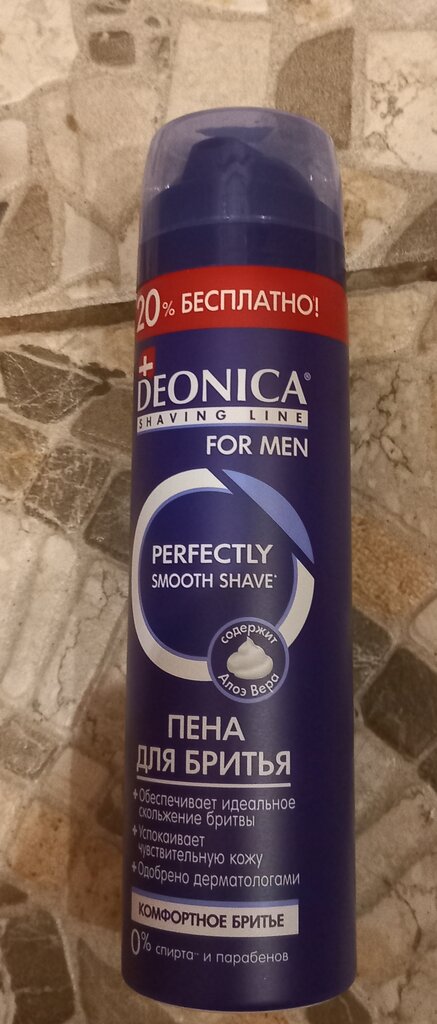 20% БЕСПЛАТНО!
DEONICA®
SHAVING LINE
FOR MEN
PERFECTLY
SMOOTH SHAVE*
содержит
Алоэ Вера
ПЕНА
ДЛЯ БРИТЬЯ
+Обеспечивает идеальное
скольжение бритвы
+Успокаивает
чувствительную кожу
+Одобрено дерматологами
КОМФОРТНОЕ БРИТЬЕ
0% спирта** и парабенов